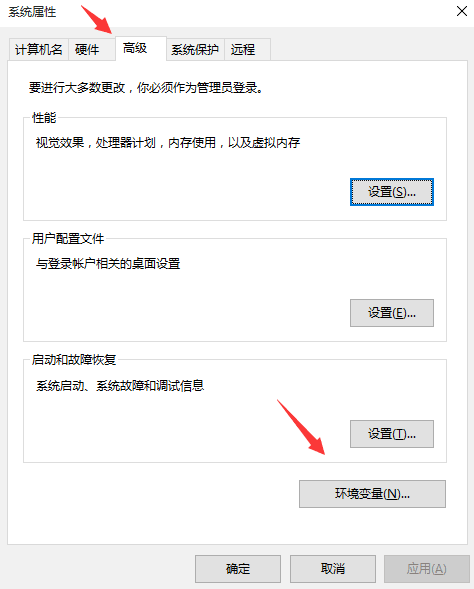 系统属性
计算机名 硬件 高级 系统保护 远程
要进行大多数更改，你必须作为管理员登录。
性能
视觉效果，处理器计划，内存使用，以及虚拟内存
设置(S)...
用户配置文件
与登录帐户相关的桌面设置
设置(E)...
启动和故障恢复
系统启动、系统故障和调试信息
设置(T)...
环境变量(N)...
确定 取消 应用(A)